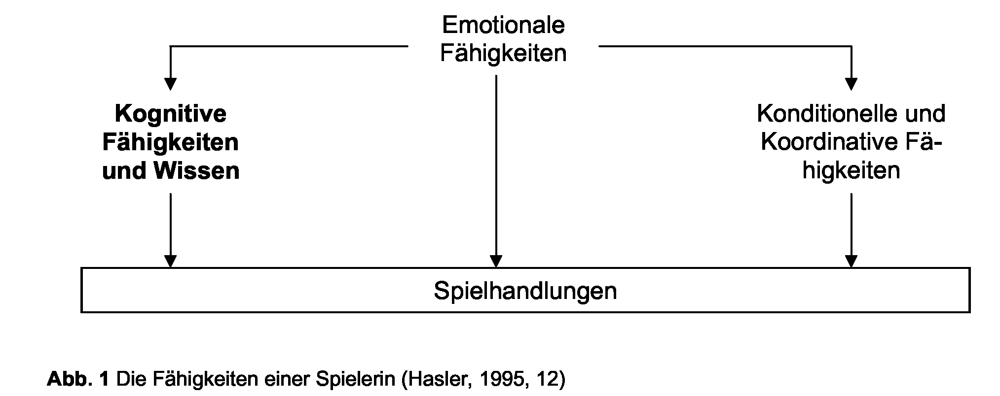 Emotionale
Fähigkeiten
Kognitive
Fähigkeiten
und Wissen
Konditionelle und
Koordinative Fä-
higkeiten
Spielhandlungen
Abb. 1 Die Fähigkeiten einer Spielerin (Hasler, 1995, 12)